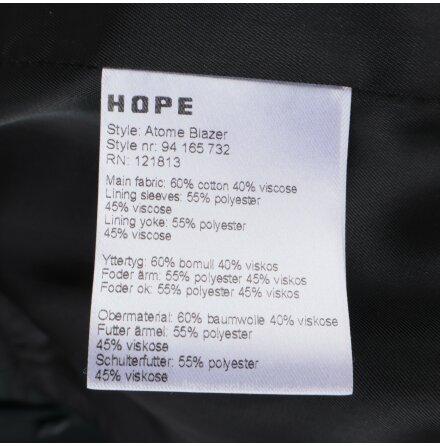 HOPE
Style: Atome Blazer
Style nr: 94 165 732
RN: 121813
Main fabric: 60% cotton 40% viscose
Lining sleeves: 55% polyester
45% viscose
Lining yoke: 55% polyester
45% viscose
Yttertyg: 60% bomull 40% viskos
Foder ärm: 55% polyester 45% viskos
Foder ok: 55% polyester 45% viskos
Obermaterial: 60% baumwolle 40% viskose
Futter ärmel: 55% polyester
45% viskose
Schulterfutter: 55% polyester
45% viskose